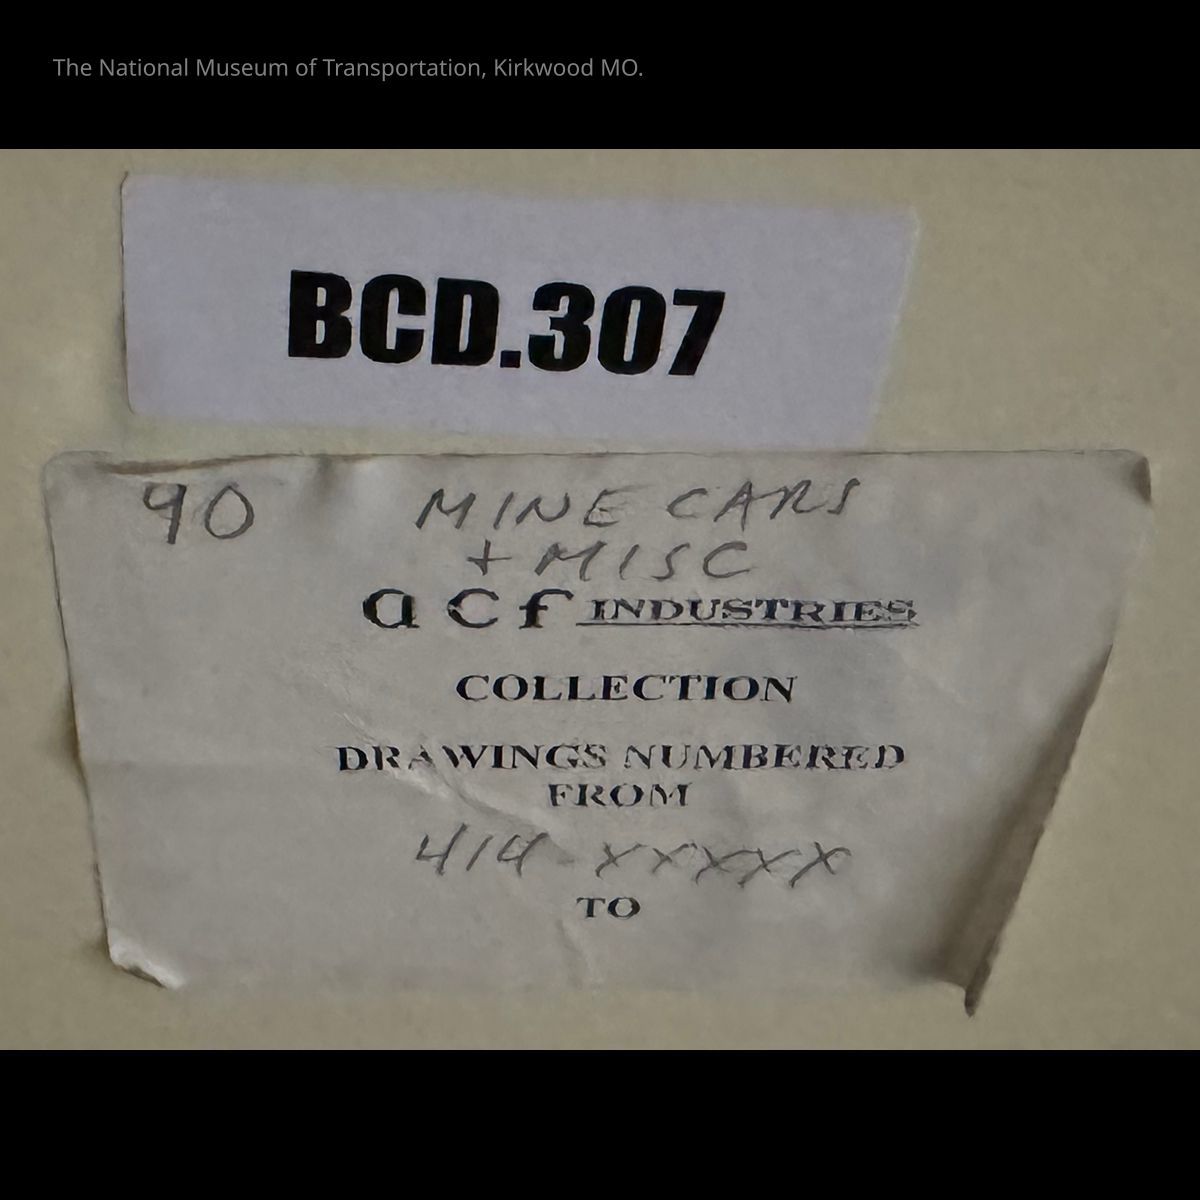 The National Museum of Transportation, Kirkwood MO.
BCD.307
90 MINE CARS
+ MISC
acf INDUSTRIES
COLLECTION
DRAWINGS NUMBERED
FROM
414-XXXXX
TO